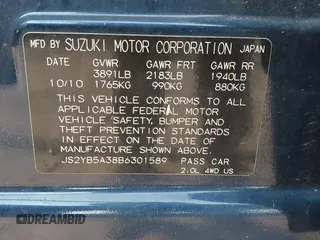 MFD BY SUZUKI MOTOR CORPORATION JAPAN
DATE GVWR GAWR FRT GAWR RR
3891LB 2183LB 1940LB
10/10 1765KG 990KG 880KG
THIS VEHICLE CONFORMS TO ALL
APPLICABLE FEDERAL MOTOR
VEHICLE/SAFETY, BUMPER AND
THEFT PREVENTION STANDARDS
IN EFFECT ON THE DATE OF
MANUFACTURE SHOWN ABOVE
JS2YB5A38B6301589 PASS CAR
2.0L 4WD US
DREAMBID